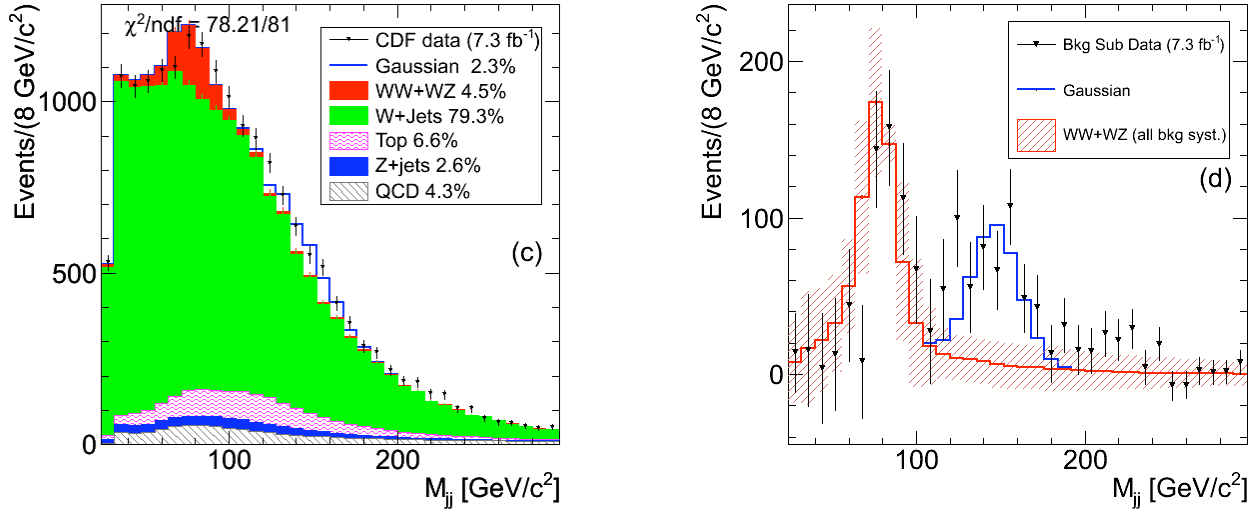 χ²/ndf = 78.21/81
CDF data (7.3 fb⁻¹)
Gaussian 2.3%
WW+WZ 4.5%
W+Jets 79.3%
Top 6.6%
Z+jets 2.6%
QCD 4.3%
(c)
Events/(8 GeV/c²)
1000
500
0
100 200
M_jj [GeV/c²]
Bkg Sub Data (7.3 fb⁻¹)
Gaussian
WW+WZ (all bkg syst.)
(d)
Events/(8 GeV/c²)
200
100
0
100 200
M_jj [GeV/c²]